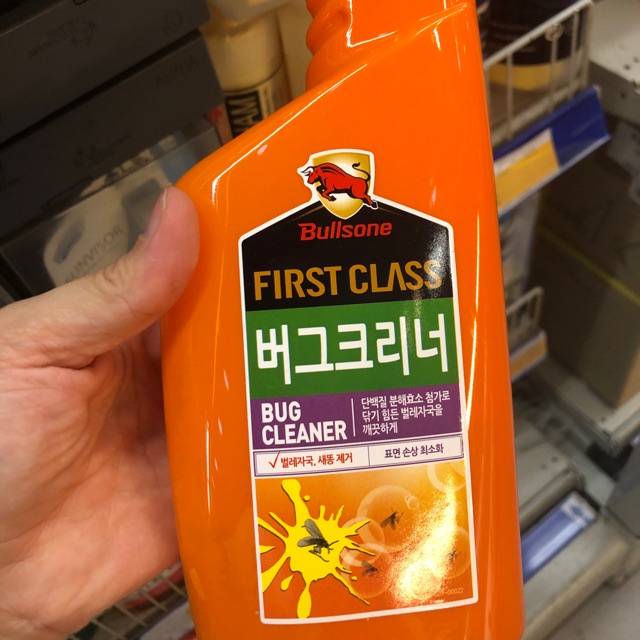 Bullsone
FIRST CLASS
버그크리너
BUG
CLEANER
단백질 분해효소 첨가로
닦기 힘든 벌레자국을
깨끗하게
✓벌레자국, 새똥 제거
표면 손상 최소화